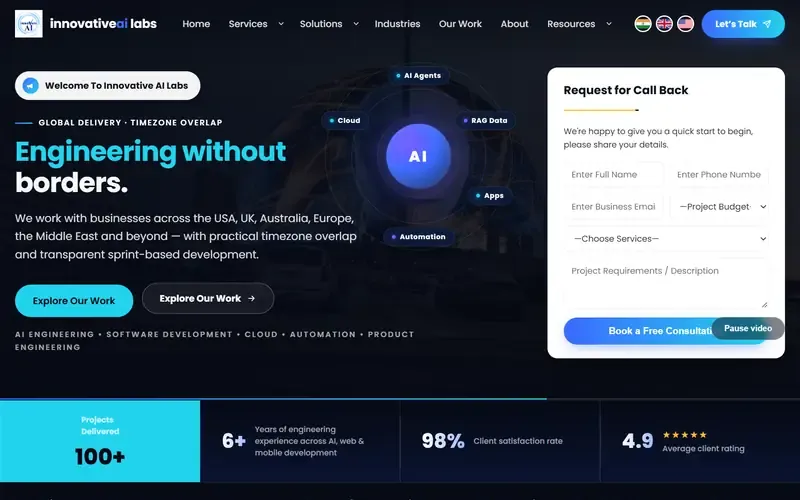 innovativeai labs
Home
Services
Solutions
Industries
Our Work
About
Resources
Let's Talk
Welcome To Innovative AI Labs
GLOBAL DELIVERY · TIMEZONE OVERLAP
Engineering without
borders.
We work with businesses across the USA, UK, Australia, Europe,
the Middle East and beyond — with practical timezone overlap
and transparent sprint-based development.
Explore Our Work
Explore Our Work →
AI ENGINEERING • SOFTWARE DEVELOPMENT • CLOUD • AUTOMATION • PRODUCT
ENGINEERING
AI Agents
Cloud
RAG Data
AI
Apps
Automation
Request for Call Back
We're happy to give you a quick start to begin,
please share your details.
Enter Full Name
Enter Phone Numbe
Enter Business Emai
—Project Budget
—Choose Services—
Project Requirements / Description
Book a Free Consultati
Pause video
Projects
Delivered
100+
6+
Years of engineering
experience across AI, web &
mobile development
98%
Client satisfaction rate
4.9
★★★★★
Average client rating